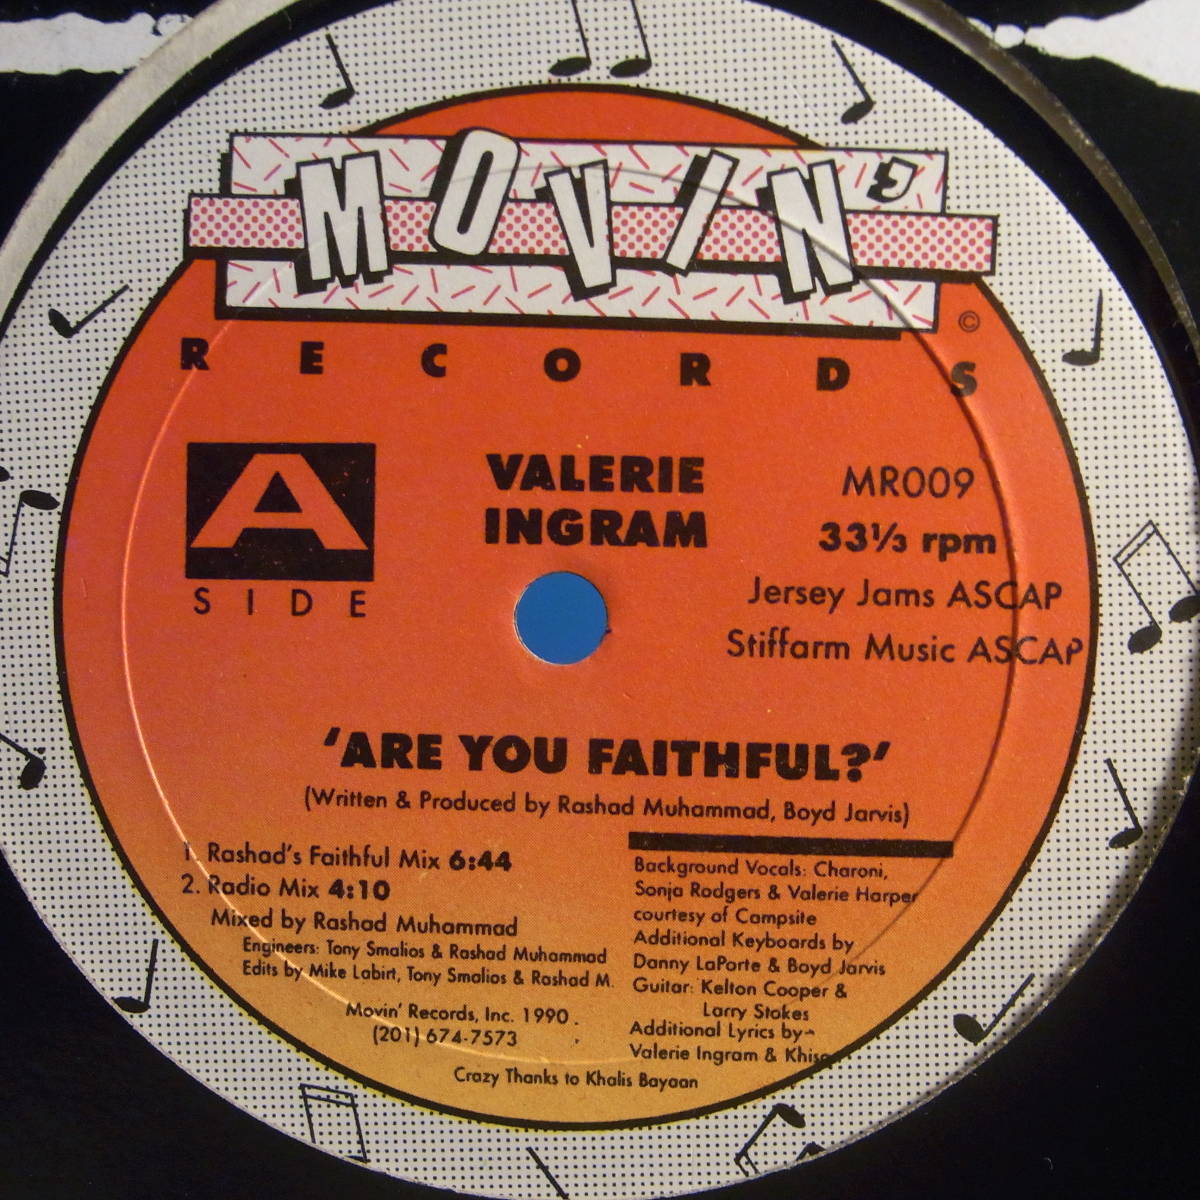 MOVIN'
©
RECORDS
A
SIDE
VALERIE
INGRAM
MR009
33⅓ rpm
Jersey Jams ASCAP
Stiffarm Music ASCAP
'ARE YOU FAITHFUL?'
(Written & Produced by Rashad Muhammad, Boyd Jarvis)
1. Rashad's Faithful Mix 6:44
2. Radio Mix 4:10
Mixed by Rashad Muhammad
Engineers: Tony Smalios & Rashad Muhammad
Edits by Mike Labirt, Tony Smalios & Rashad M.
Movin' Records, Inc. 1990
(201) 674-7573
Background Vocals: Charoni,
Sonja Rodgers & Valerie Harper
courtesy of Campsite
Additional Keyboards by
Danny LaPorte & Boyd Jarvis
Guitar: Kelton Cooper &
Larry Stokes
Additional Lyrics by
Valerie Ingram &
Crazy Thanks to Khalis Bayaan